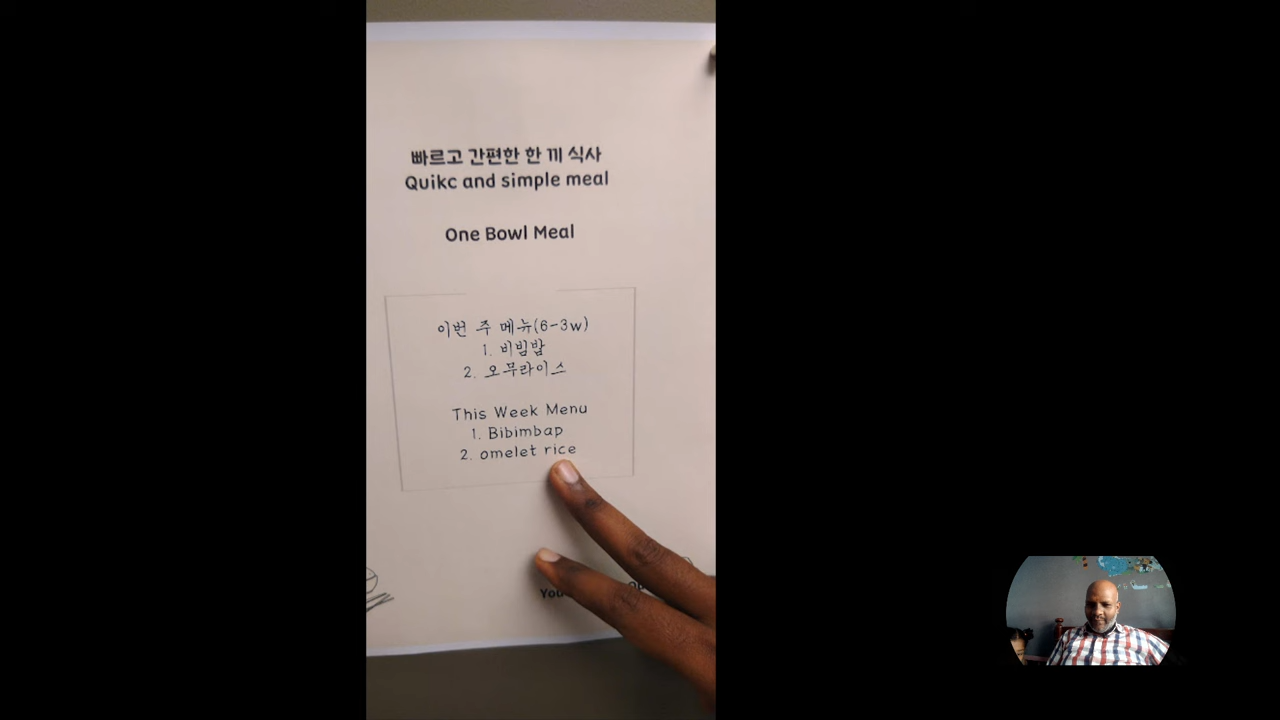 빠르고 간편한 한 끼 식사
Quikc and simple meal
One Bowl Meal
이번 주 메뉴(6-3w)
1. 비빔밥
2. 오무라이스
This Week Menu
1. Bibimbap
2. omelet rice